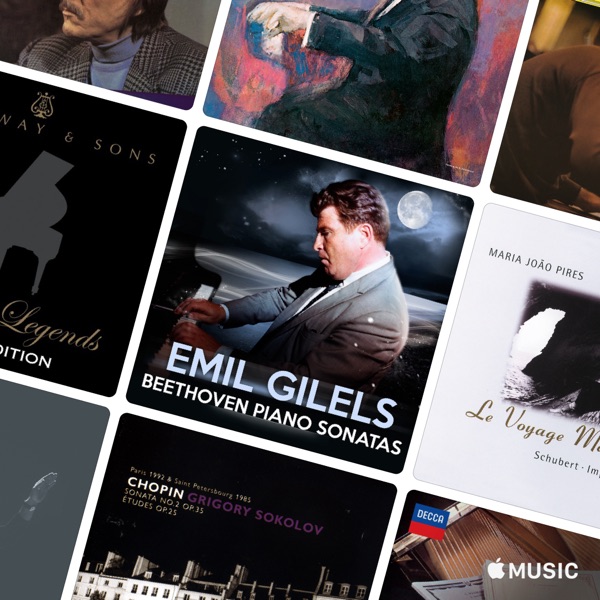 WAY & SONS
Legends
DITION
EMIL GILELS
BEETHOVEN PIANO SONATAS
MARIA JOÃO PIRES
Le Voyage M
Schubert · Im
Paris 1992 & Saint Petersbourg 1985
CHOPIN GRIGORY SOKOLOV
SONATA NO 2 OP.35
ÉTUDES OP.25
DECCA
MUSIC